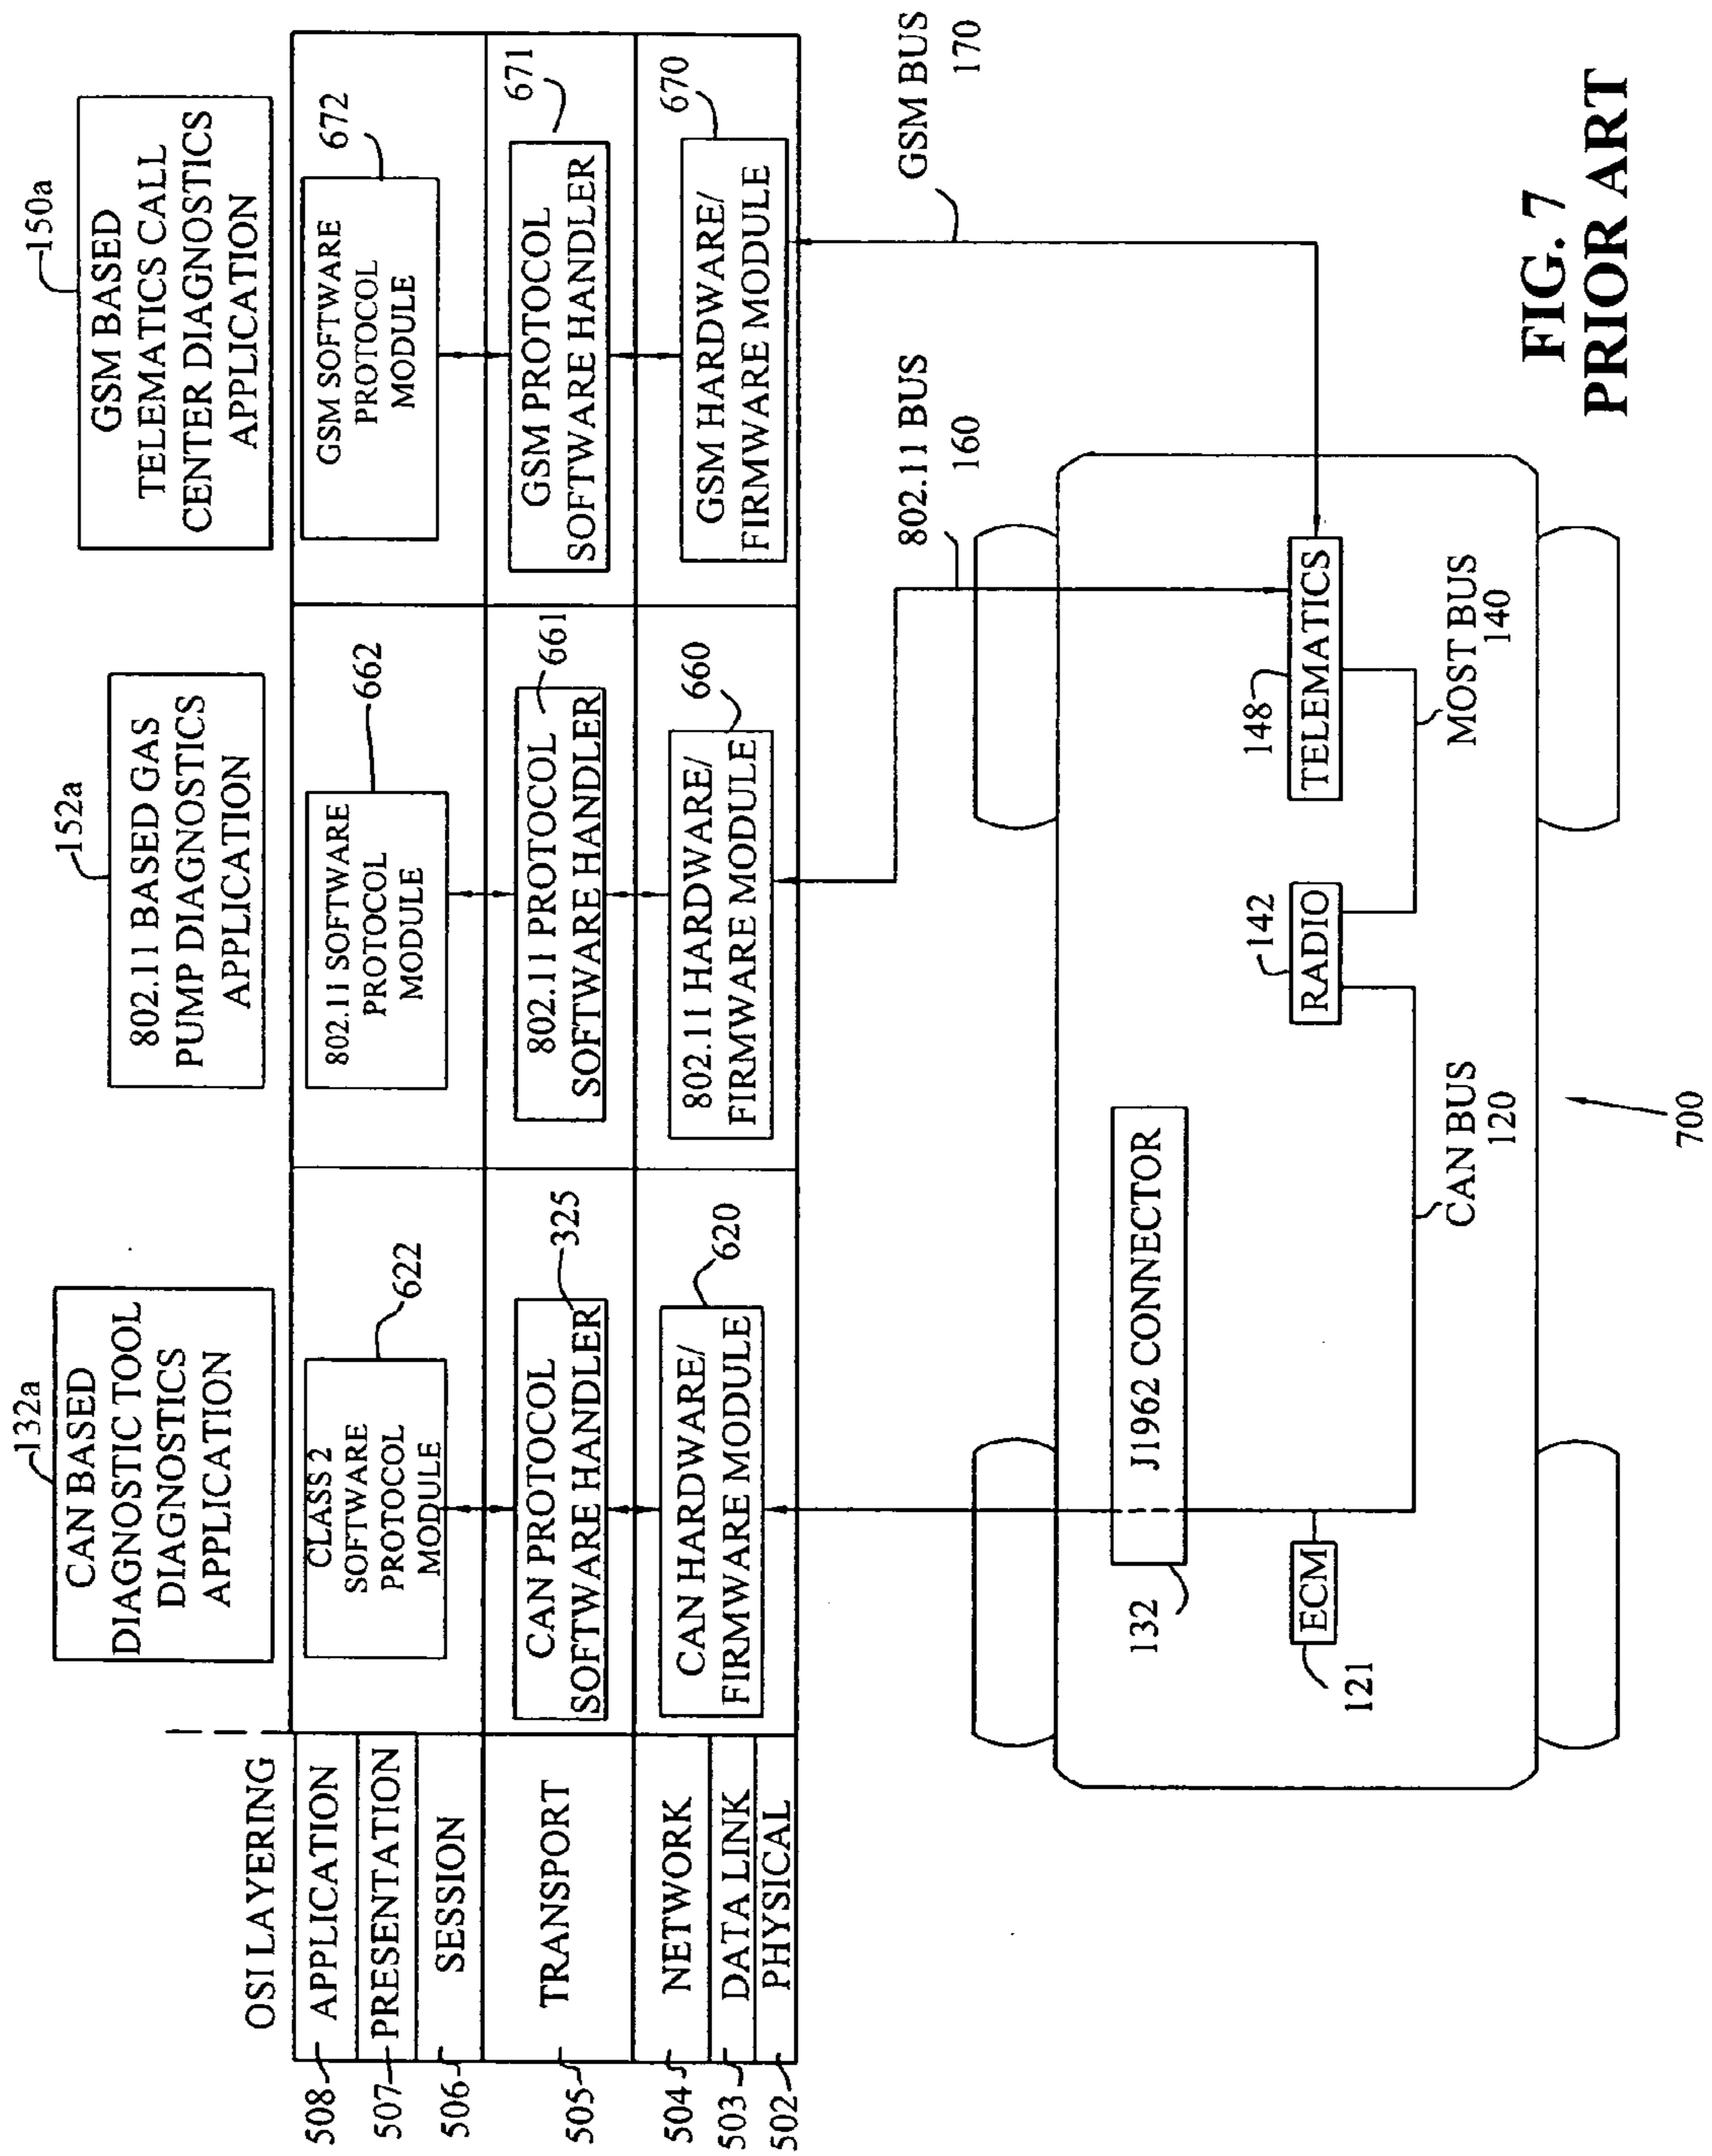 132a
CAN BASED
DIAGNOSTIC TOOL
DIAGNOSTICS
APPLICATION
152a
802.11 BASED GAS
PUMP DIAGNOSTICS
APPLICATION
150a
GSM BASED
TELEMATICS CALL
CENTER DIAGNOSTICS
APPLICATION
OSI LAYERING
508
APPLICATION
507
PRESENTATION
506
SESSION
505
TRANSPORT
504
NETWORK
503
DATA LINK
502
PHYSICAL
CLASS 2
SOFTWARE
PROTOCOL
MODULE
622
CAN PROTOCOL
SOFTWARE HANDLER
325
CAN HARDWARE/
FIRMWARE MODULE
620
802.11 SOFTWARE
PROTOCOL
MODULE
662
802.11 PROTOCOL
SOFTWARE HANDLER
661
802.11 HARDWARE/
FIRMWARE MODULE
660
GSM SOFTWARE
PROTOCOL
MODULE
672
GSM PROTOCOL
SOFTWARE HANDLER
671
GSM HARDWARE/
FIRMWARE MODULE
670
802.11 BUS
160
GSM BUS
170
J1962 CONNECTOR
132
ECM
121
RADIO
142
TELEMATICS
148
CAN BUS
120
MOST BUS
140
700
FIG. 7
PRIOR ART